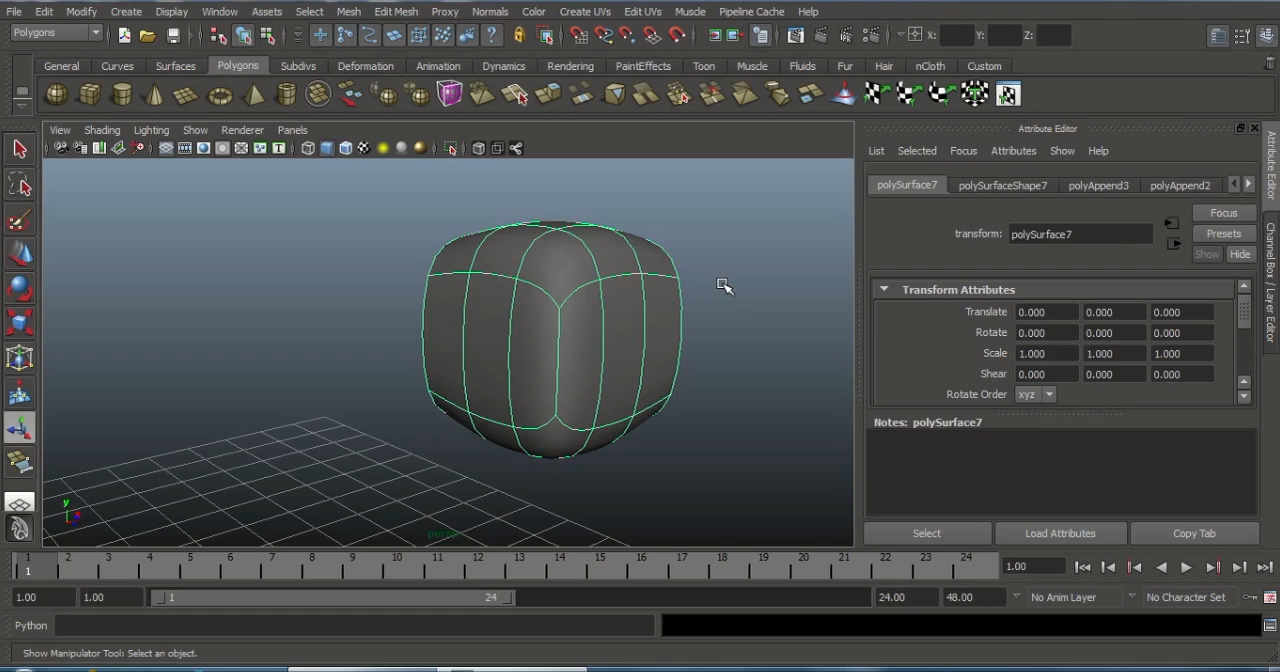 File Edit Modify Create Display Window Assets Select Mesh Edit Mesh Proxy Normals Color Create UVs Edit UVs Muscle Pipeline Cache Help
Polygons X: Y: Z:
General Curves Surfaces Polygons Subdivs Deformation Animation Dynamics Rendering PaintEffects Toon Muscle Fluids Fur Hair nCloth Custom
View Shading Lighting Show Renderer Panels
Attribute Editor
List Selected Focus Attributes Show Help
polySurface7 polySurfaceShape7 polyAppend3 polyAppend2
Focus
transform: polySurface7 Presets
Show Hide
Transform Attributes
Translate 0.000 0.000 0.000
Rotate 0.000 0.000 0.000
Scale 1.000 1.000 1.000
Shear 0.000 0.000 0.000
Rotate Order xyz
Notes: polySurface7
Select Load Attributes Copy Tab
Attribute Editor
Channel Box / Layer Editor
y
persp
1 2 3 4 5 6 7 8 9 10 11 12 13 14 15 16 17 18 19 20 21 22 23 24
1 1.00
1.00 1.00 1 24 24.00 48.00 No Anim Layer No Character Set
Python
Show Manipulator Tool: Select an object.